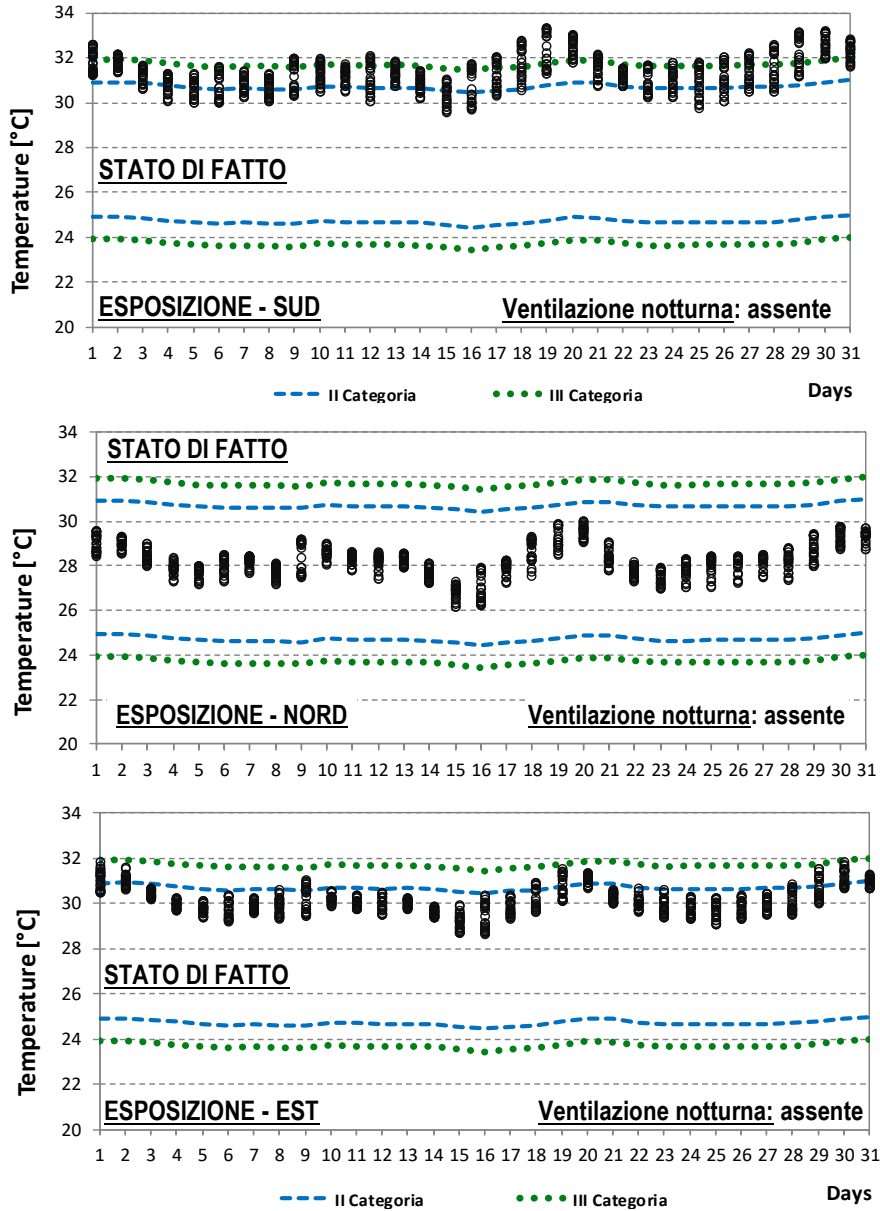 34
32
30
28
26
24
22
20
Temperature [°C]
STATO DI FATTO
ESPOSIZIONE - SUD
Ventilazione notturna: assente
1 2 3 4 5 6 7 8 9 10 11 12 13 14 15 16 17 18 19 20 21 22 23 24 25 26 27 28 29 30 31
II Categoria
III Categoria
Days
34
32
30
28
26
24
22
20
Temperature [°C]
STATO DI FATTO
ESPOSIZIONE - NORD
Ventilazione notturna: assente
1 2 3 4 5 6 7 8 9 10 11 12 13 14 15 16 17 18 19 20 21 22 23 24 25 26 27 28 29 30 31
34
32
30
28
26
24
22
20
Temperature [°C]
STATO DI FATTO
ESPOSIZIONE - EST
Ventilazione notturna: assente
1 2 3 4 5 6 7 8 9 10 11 12 13 14 15 16 17 18 19 20 21 22 23 24 25 26 27 28 29 30 31
II Categoria
III Categoria
Days